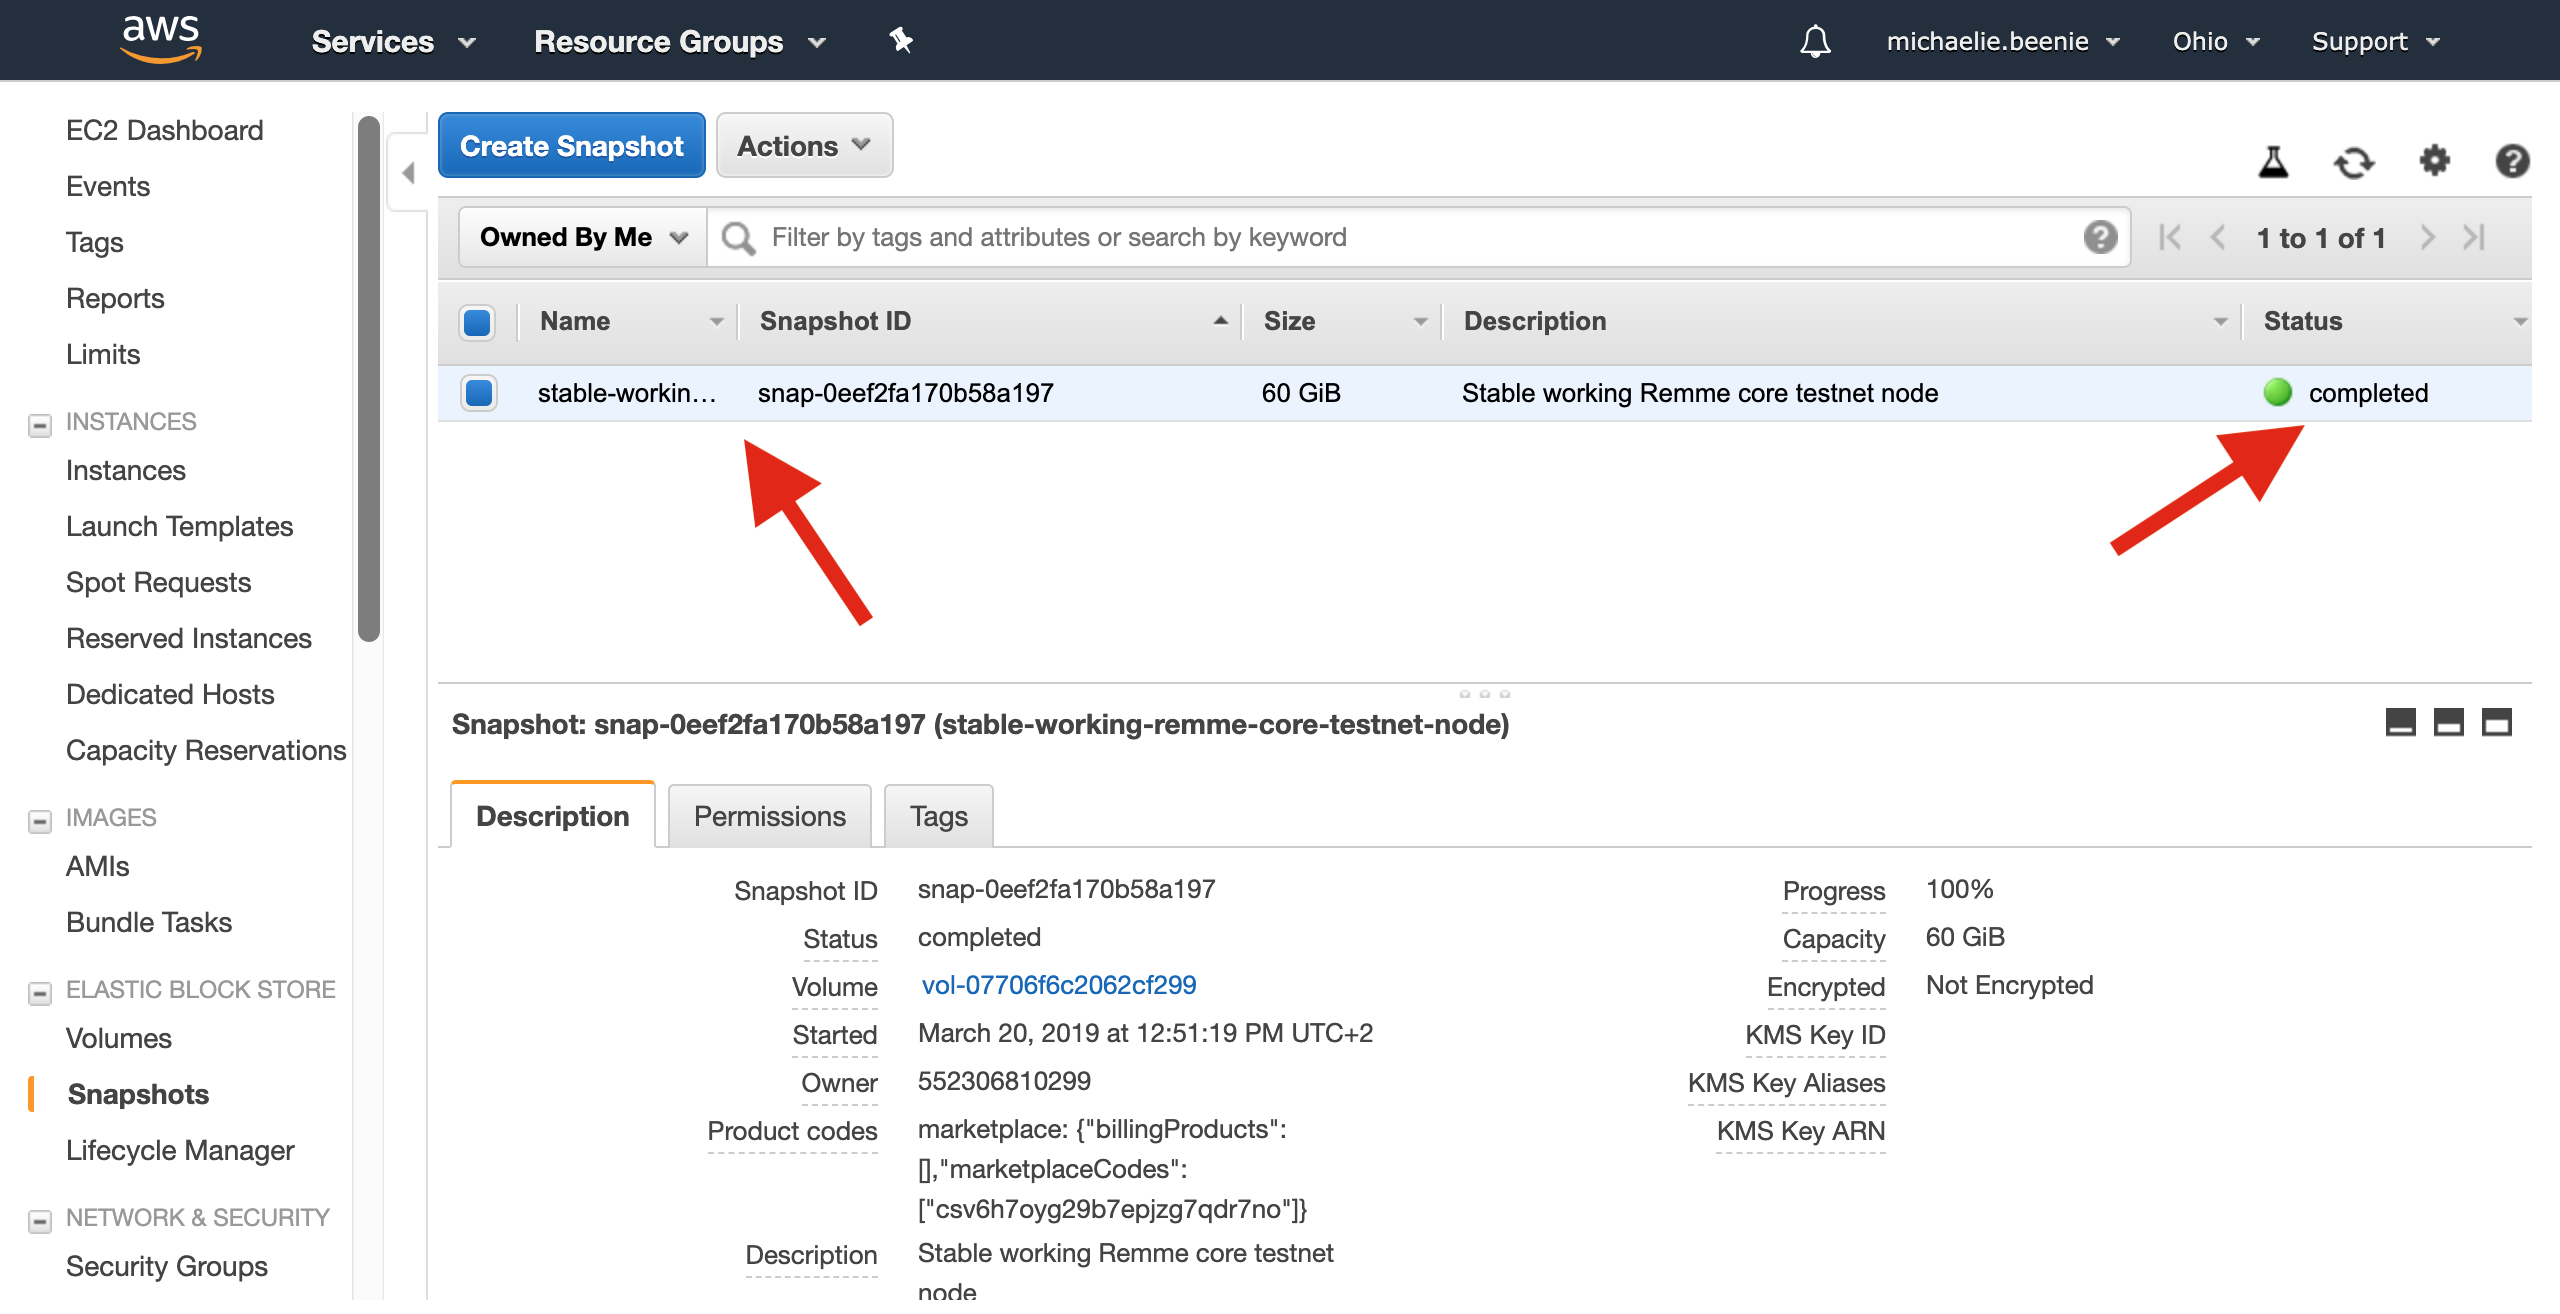 aws
Services
Resource Groups
michaelie.beenie
Ohio
Support
EC2 Dashboard
Events
Tags
Reports
Limits
INSTANCES
Instances
Launch Templates
Spot Requests
Reserved Instances
Dedicated Hosts
Capacity Reservations
IMAGES
AMIs
Bundle Tasks
ELASTIC BLOCK STORE
Volumes
Snapshots
Lifecycle Manager
NETWORK & SECURITY
Security Groups
Create Snapshot
Actions
Owned By Me
Filter by tags and attributes or search by keyword
1 to 1 of 1
Name
Snapshot ID
Size
Description
Status
stable-workin…
snap-0eef2fa170b58a197
60 GiB
Stable working Remme core testnet node
completed
Snapshot: snap-0eef2fa170b58a197 (stable-working-remme-core-testnet-node)
Description
Permissions
Tags
Snapshot ID snap-0eef2fa170b58a197
Status completed
Volume vol-07706f6c2062cf299
Started March 20, 2019 at 12:51:19 PM UTC+2
Owner 552306810299
Product codes marketplace: {"billingProducts":
[],"marketplaceCodes":
["csv6h7oyg29b7epjzg7qdr7no"]}
Description Stable working Remme core testnet
node
Progress 100%
Capacity 60 GiB
Encrypted Not Encrypted
KMS Key ID
KMS Key Aliases
KMS Key ARN